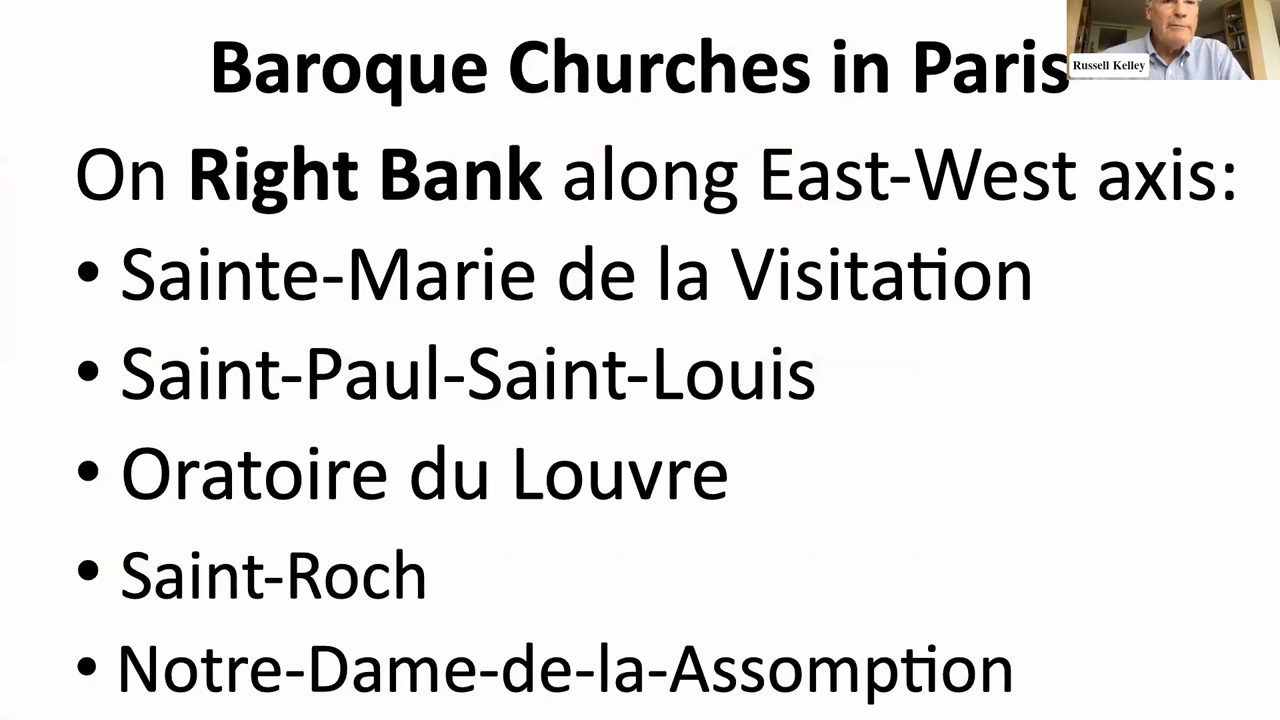 Baroque Churches in Paris
Russell Kelley
On Right Bank along East-West axis:
• Sainte-Marie de la Visitation
• Saint-Paul-Saint-Louis
• Oratoire du Louvre
• Saint-Roch
• Notre-Dame-de-la-Assomption